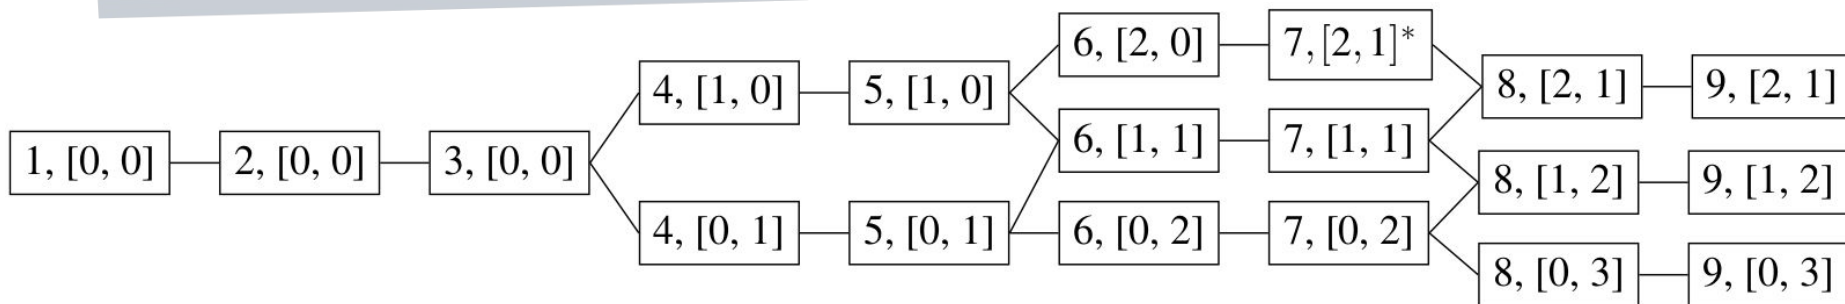 6, [2, 0]
7, [2, 1]*
4, [1, 0]
5, [1, 0]
8, [2, 1]
9, [2, 1]
1, [0, 0]
2, [0, 0]
3, [0, 0]
6, [1, 1]
7, [1, 1]
8, [1, 2]
9, [1, 2]
4, [0, 1]
5, [0, 1]
6, [0, 2]
7, [0, 2]
8, [0, 3]
9, [0, 3]